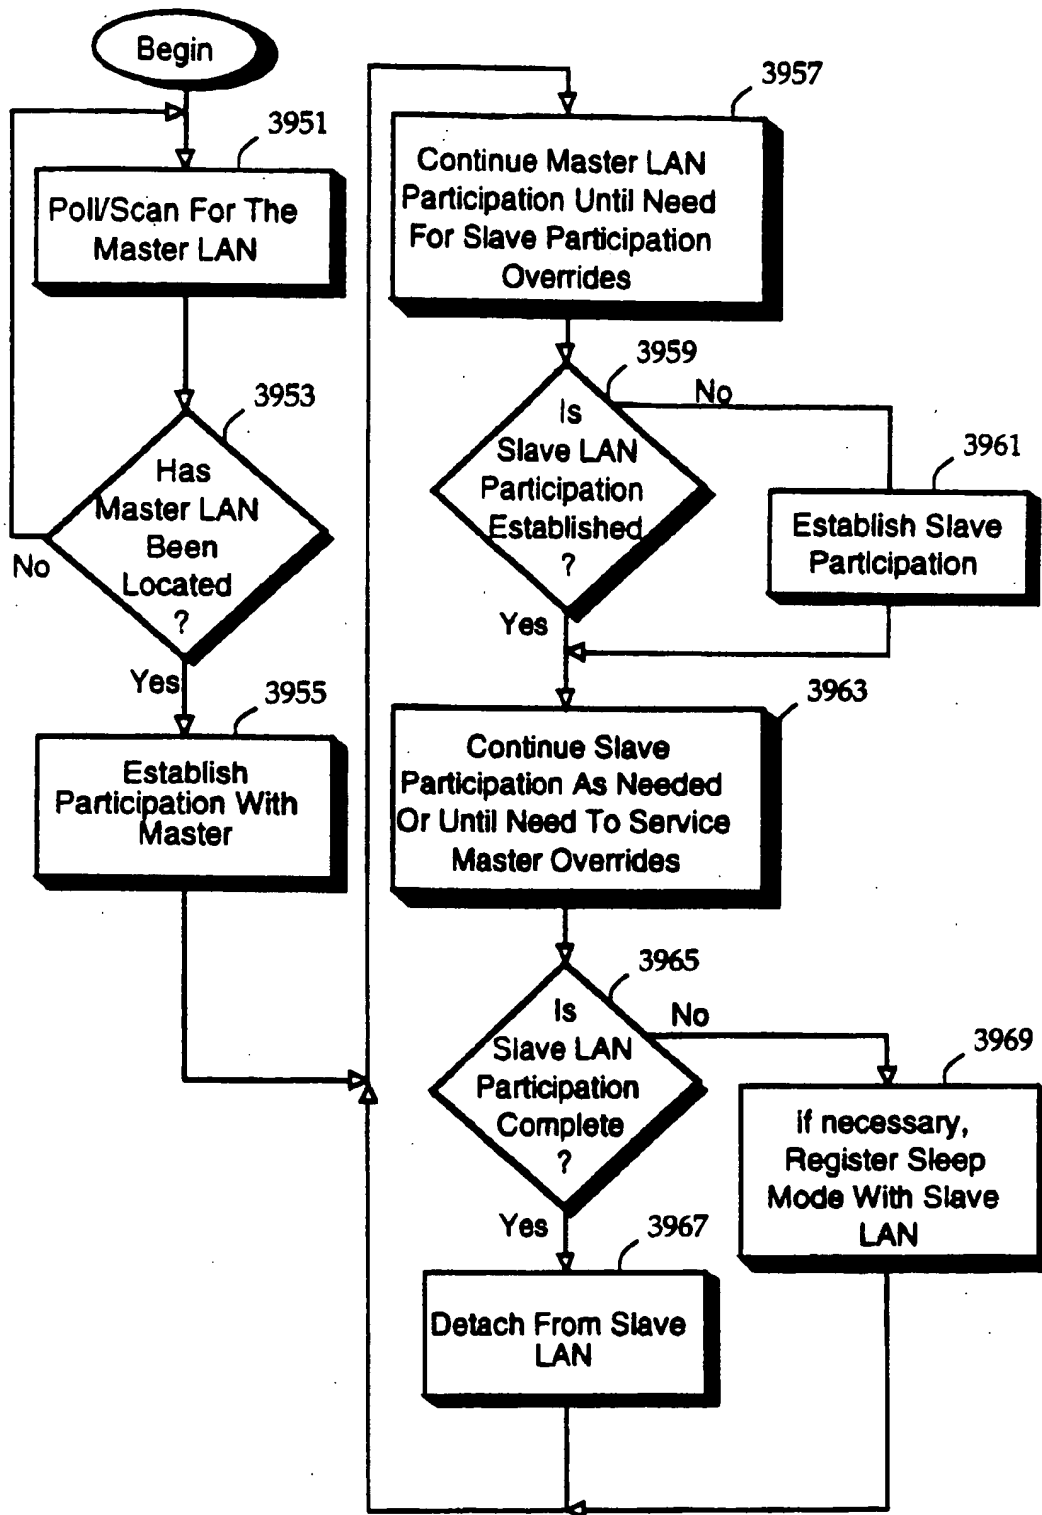 Begin
3951
Poll/Scan For The
Master LAN
3953
Has
Master LAN
Been
Located
?
No
Yes
3955
Establish
Participation With
Master
3957
Continue Master LAN
Participation Until Need
For Slave Participation
Overrides
3959
Is
Slave LAN
Participation
Established
?
No
Yes
3961
Establish Slave
Participation
3963
Continue Slave
Participation As Needed
Or Until Need To Service
Master Overrides
3965
Is
Slave LAN
Participation
Complete
?
No
Yes
3967
Detach From Slave
LAN
3969
If necessary,
Register Sleep
Mode With Slave
LAN